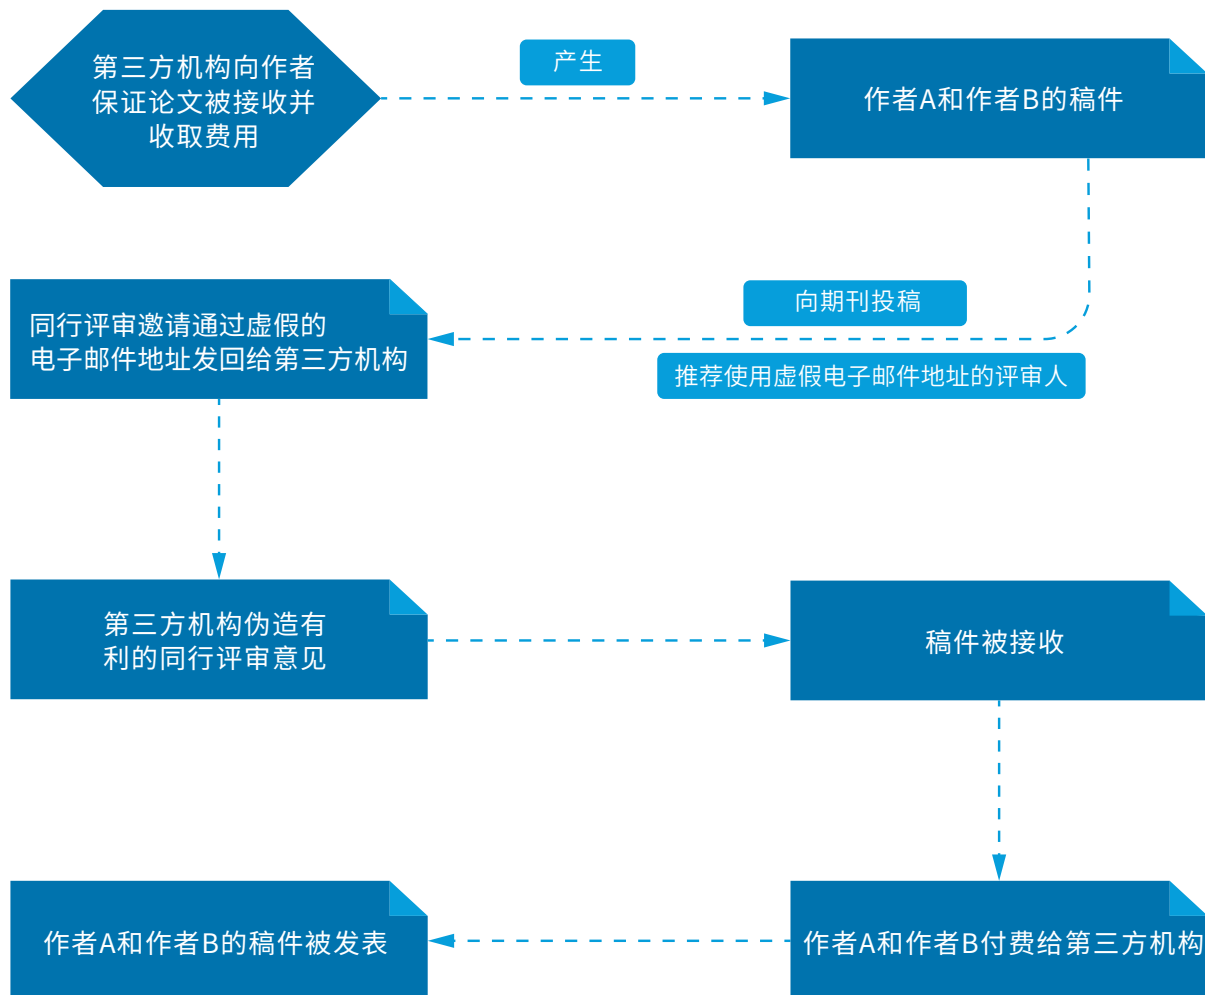 第三方机构向作者
保证论文被接收并
收取费用
产生
作者A和作者B的稿件
向期刊投稿
推荐使用虚假电子邮件地址的评审人
同行评审邀请通过虚假的
电子邮件地址发回给第三方机构
第三方机构伪造有
利的同行评审意见
稿件被接收
作者A和作者B付费给第三方机构
作者A和作者B的稿件被发表